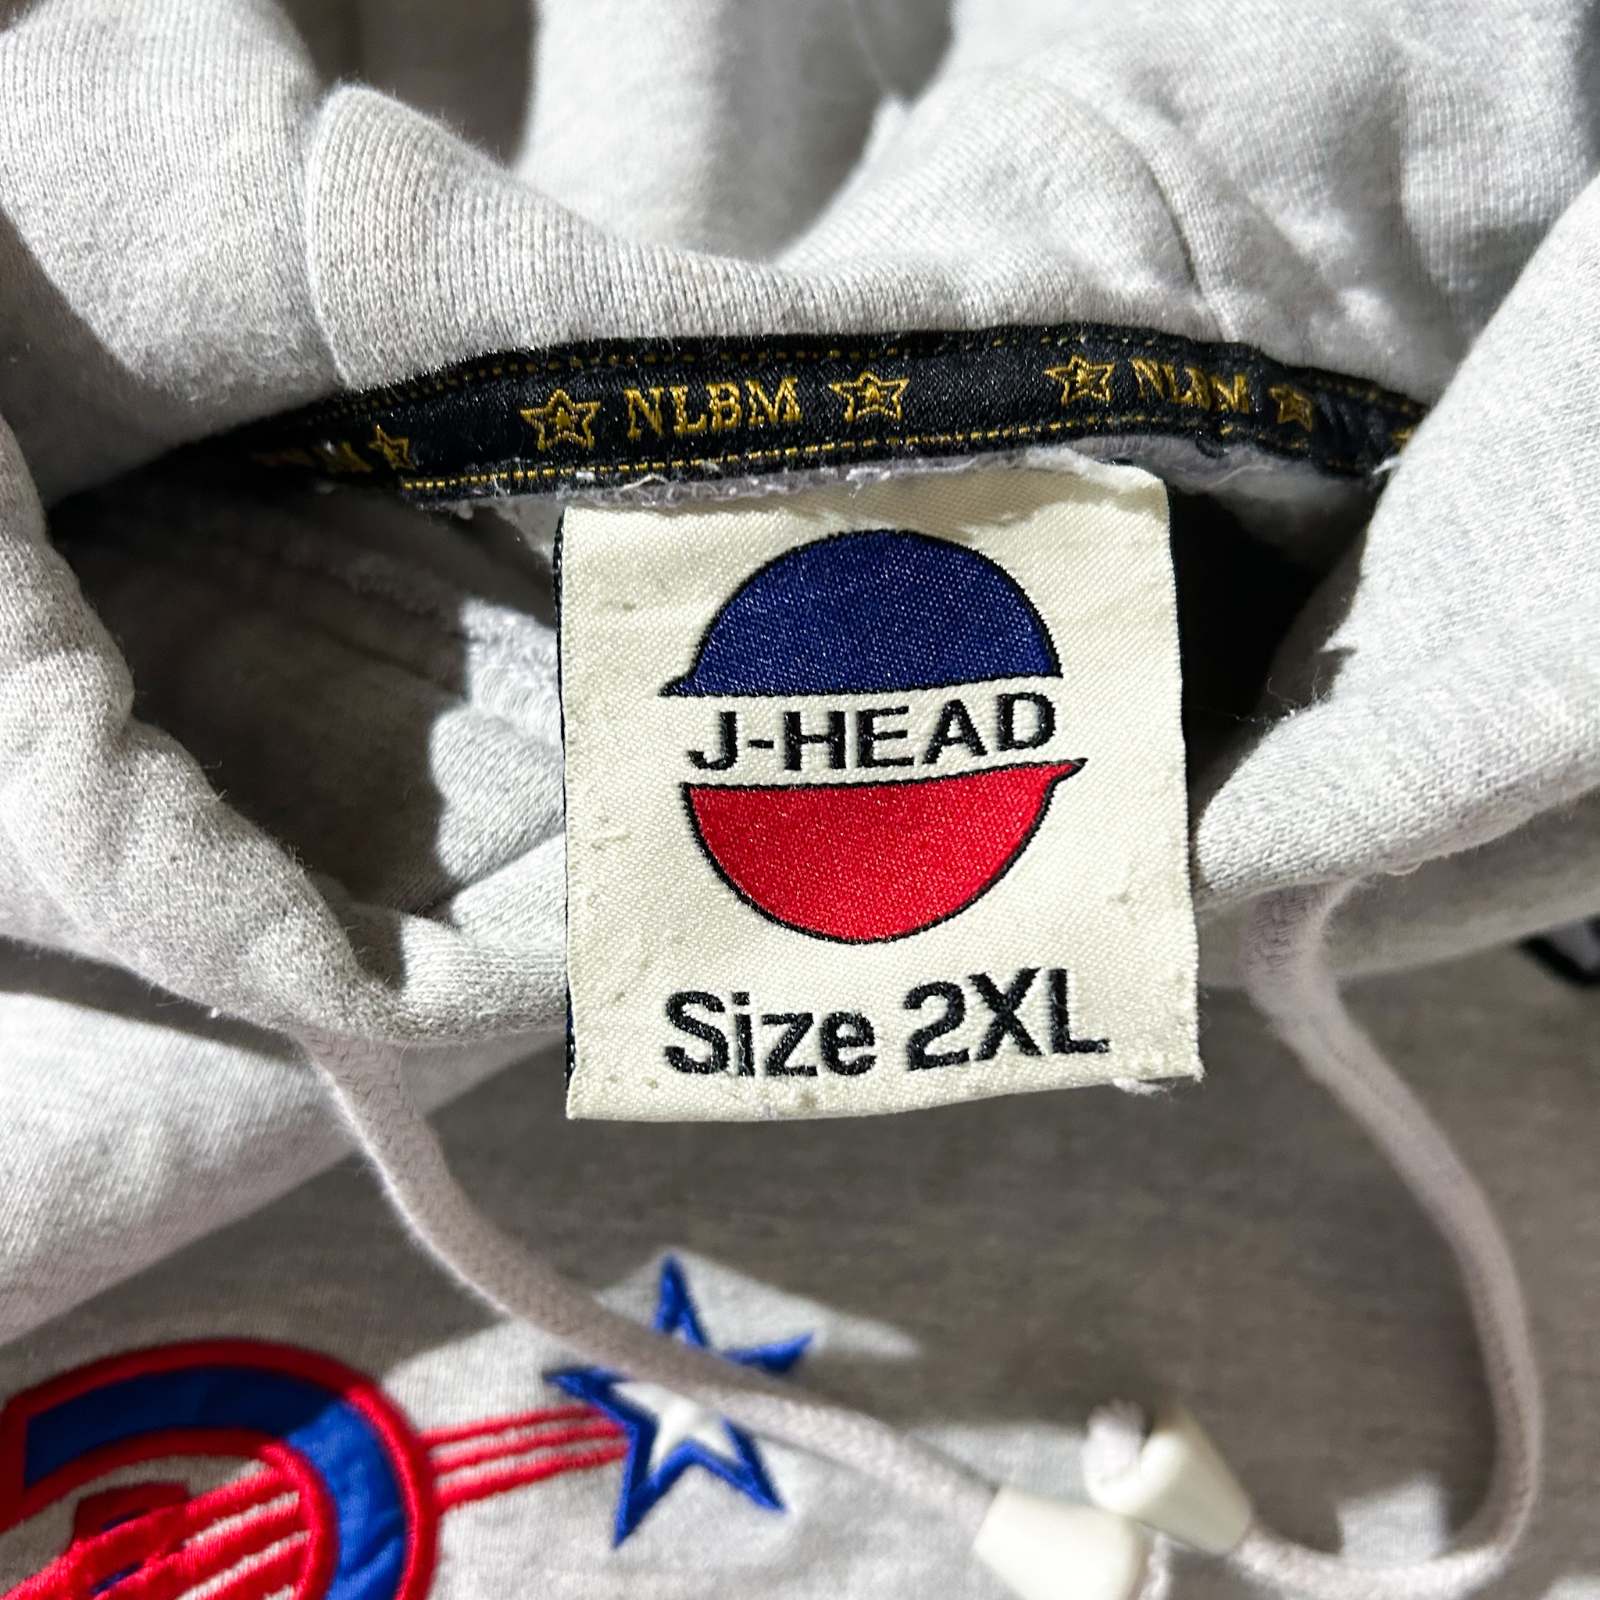 NLBM NLBM
J-HEAD
Size 2XL